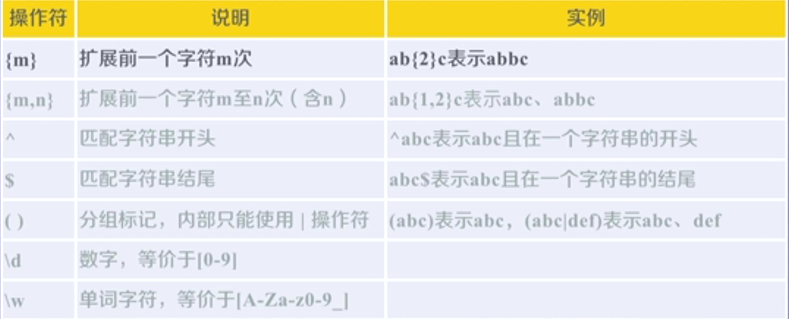 操作符 说明 实例
{m} 扩展前一个字符m次 ab{2}c表示abbc
{m,n} 扩展前一个字符m至n次（含n） ab{1,2}c表示abc、abbc
^ 匹配字符串开头 ^abc表示abc且在一个字符串的开头
$ 匹配字符串结尾 abc$表示abc且在一个字符串的结尾
( ) 分组标记，内部只能使用 | 操作符 (abc)表示abc，(abc|def)表示abc、def
\d 数字，等价于[0-9]
\w 单词字符，等价于[A-Za-z0-9_]